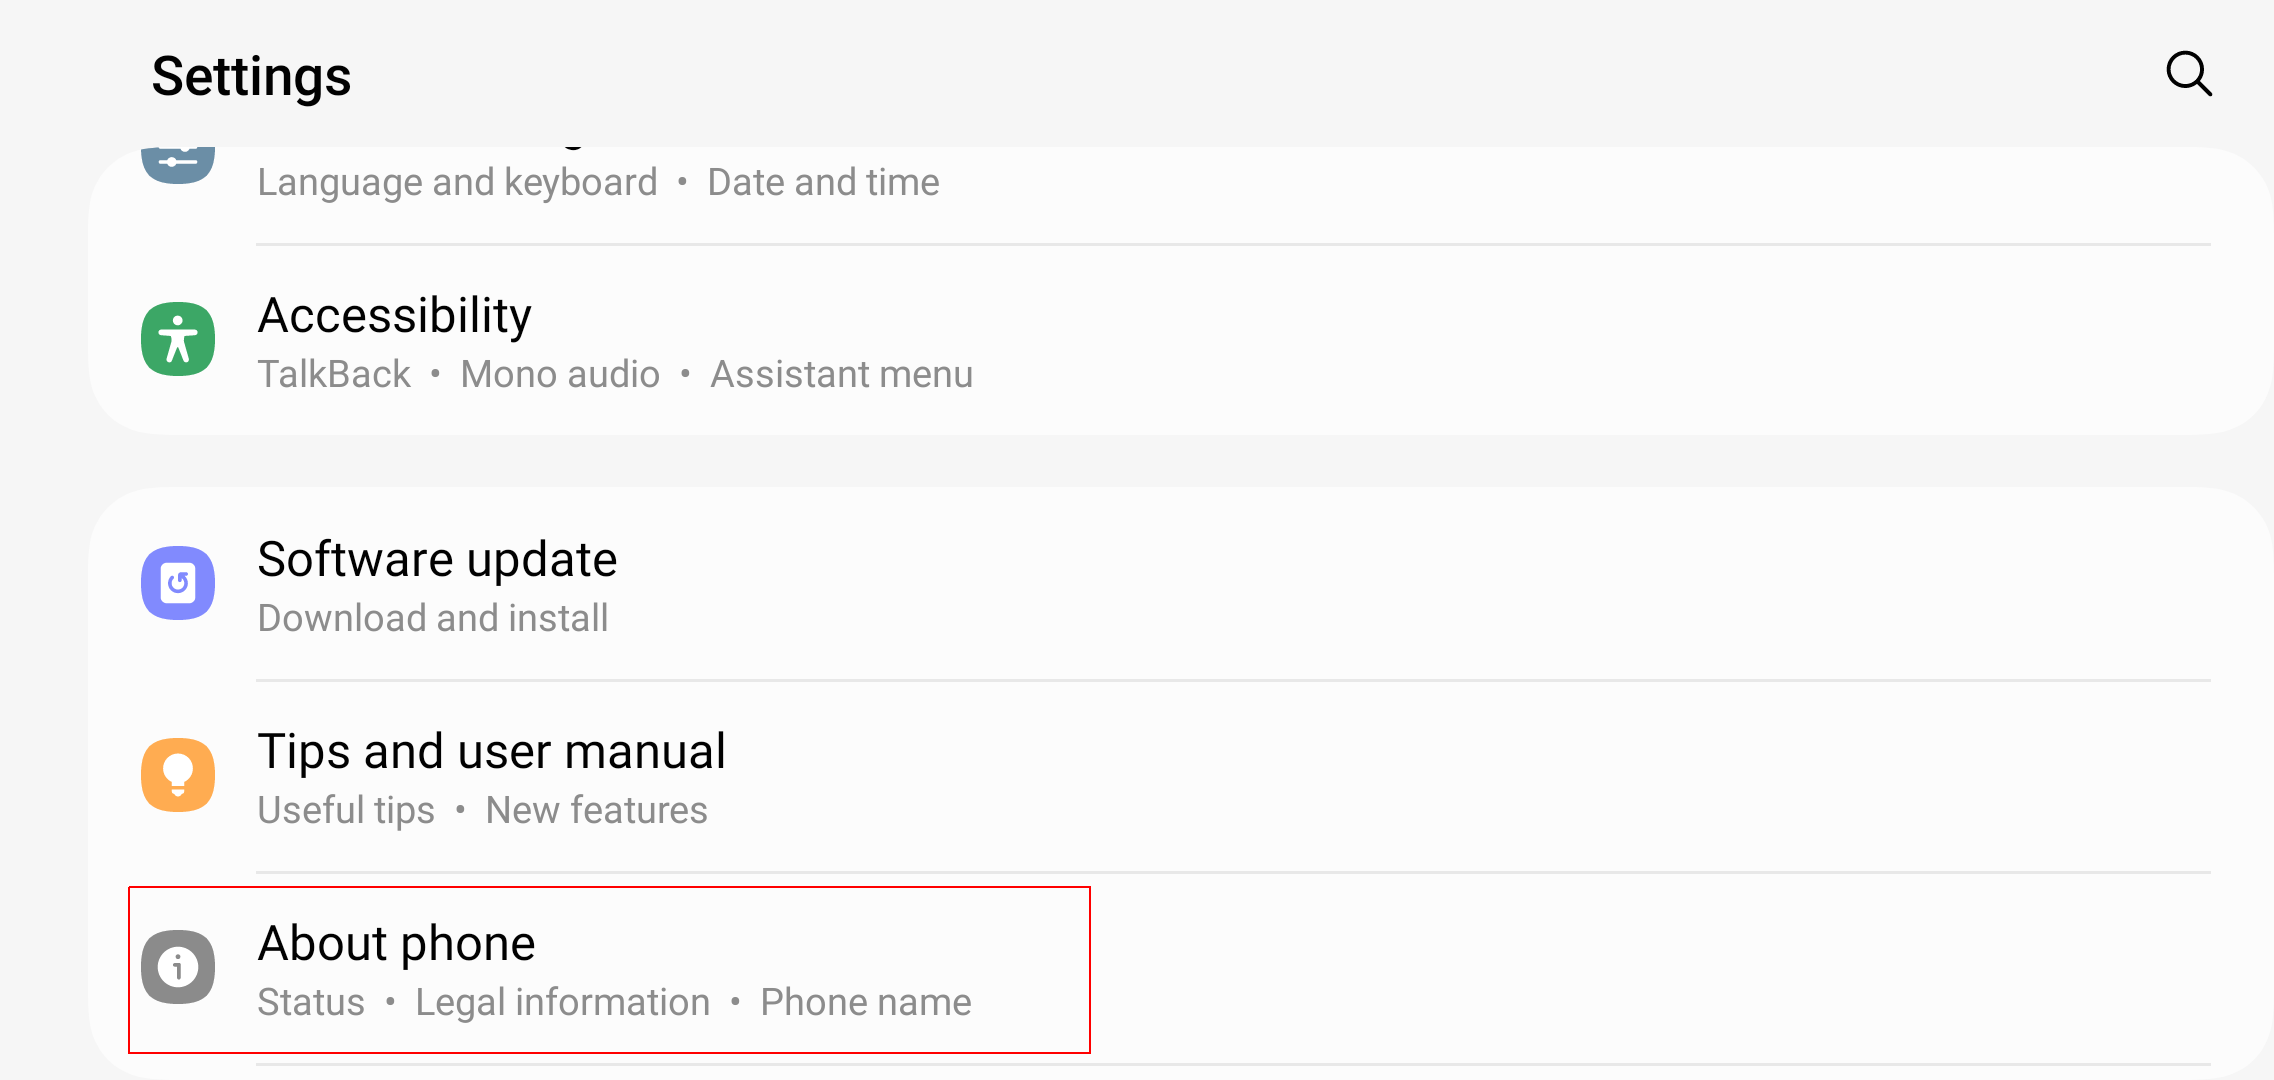 Settings
Language and keyboard • Date and time
Accessibility
TalkBack • Mono audio • Assistant menu
Software update
Download and install
Tips and user manual
Useful tips • New features
About phone
Status • Legal information • Phone name